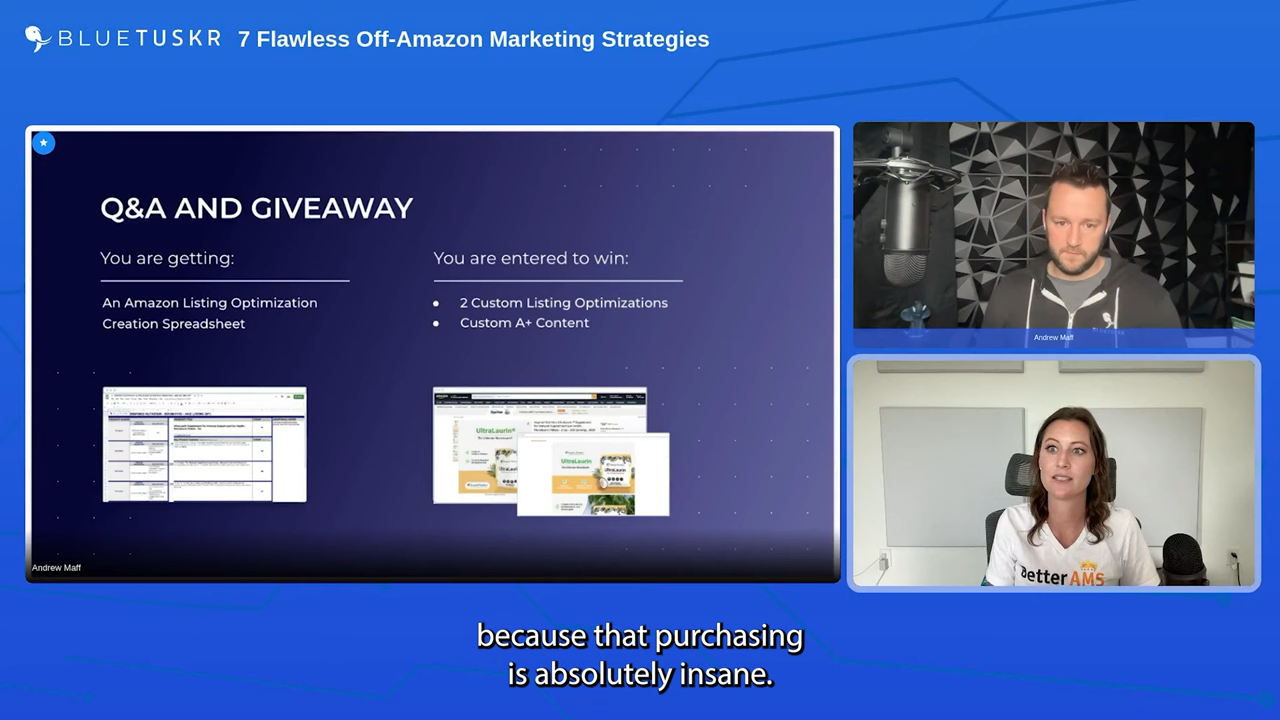 BLUETUSKR 7 Flawless Off-Amazon Marketing Strategies
Q&A AND GIVEAWAY
You are getting:
An Amazon Listing Optimization
Creation Spreadsheet
You are entered to win:
• 2 Custom Listing Optimizations
• Custom A+ Content
UltraLaurin
UltraLaurin
Andrew Maff
Andrew Maff
BetterAMS
because that purchasing
is absolutely insane.